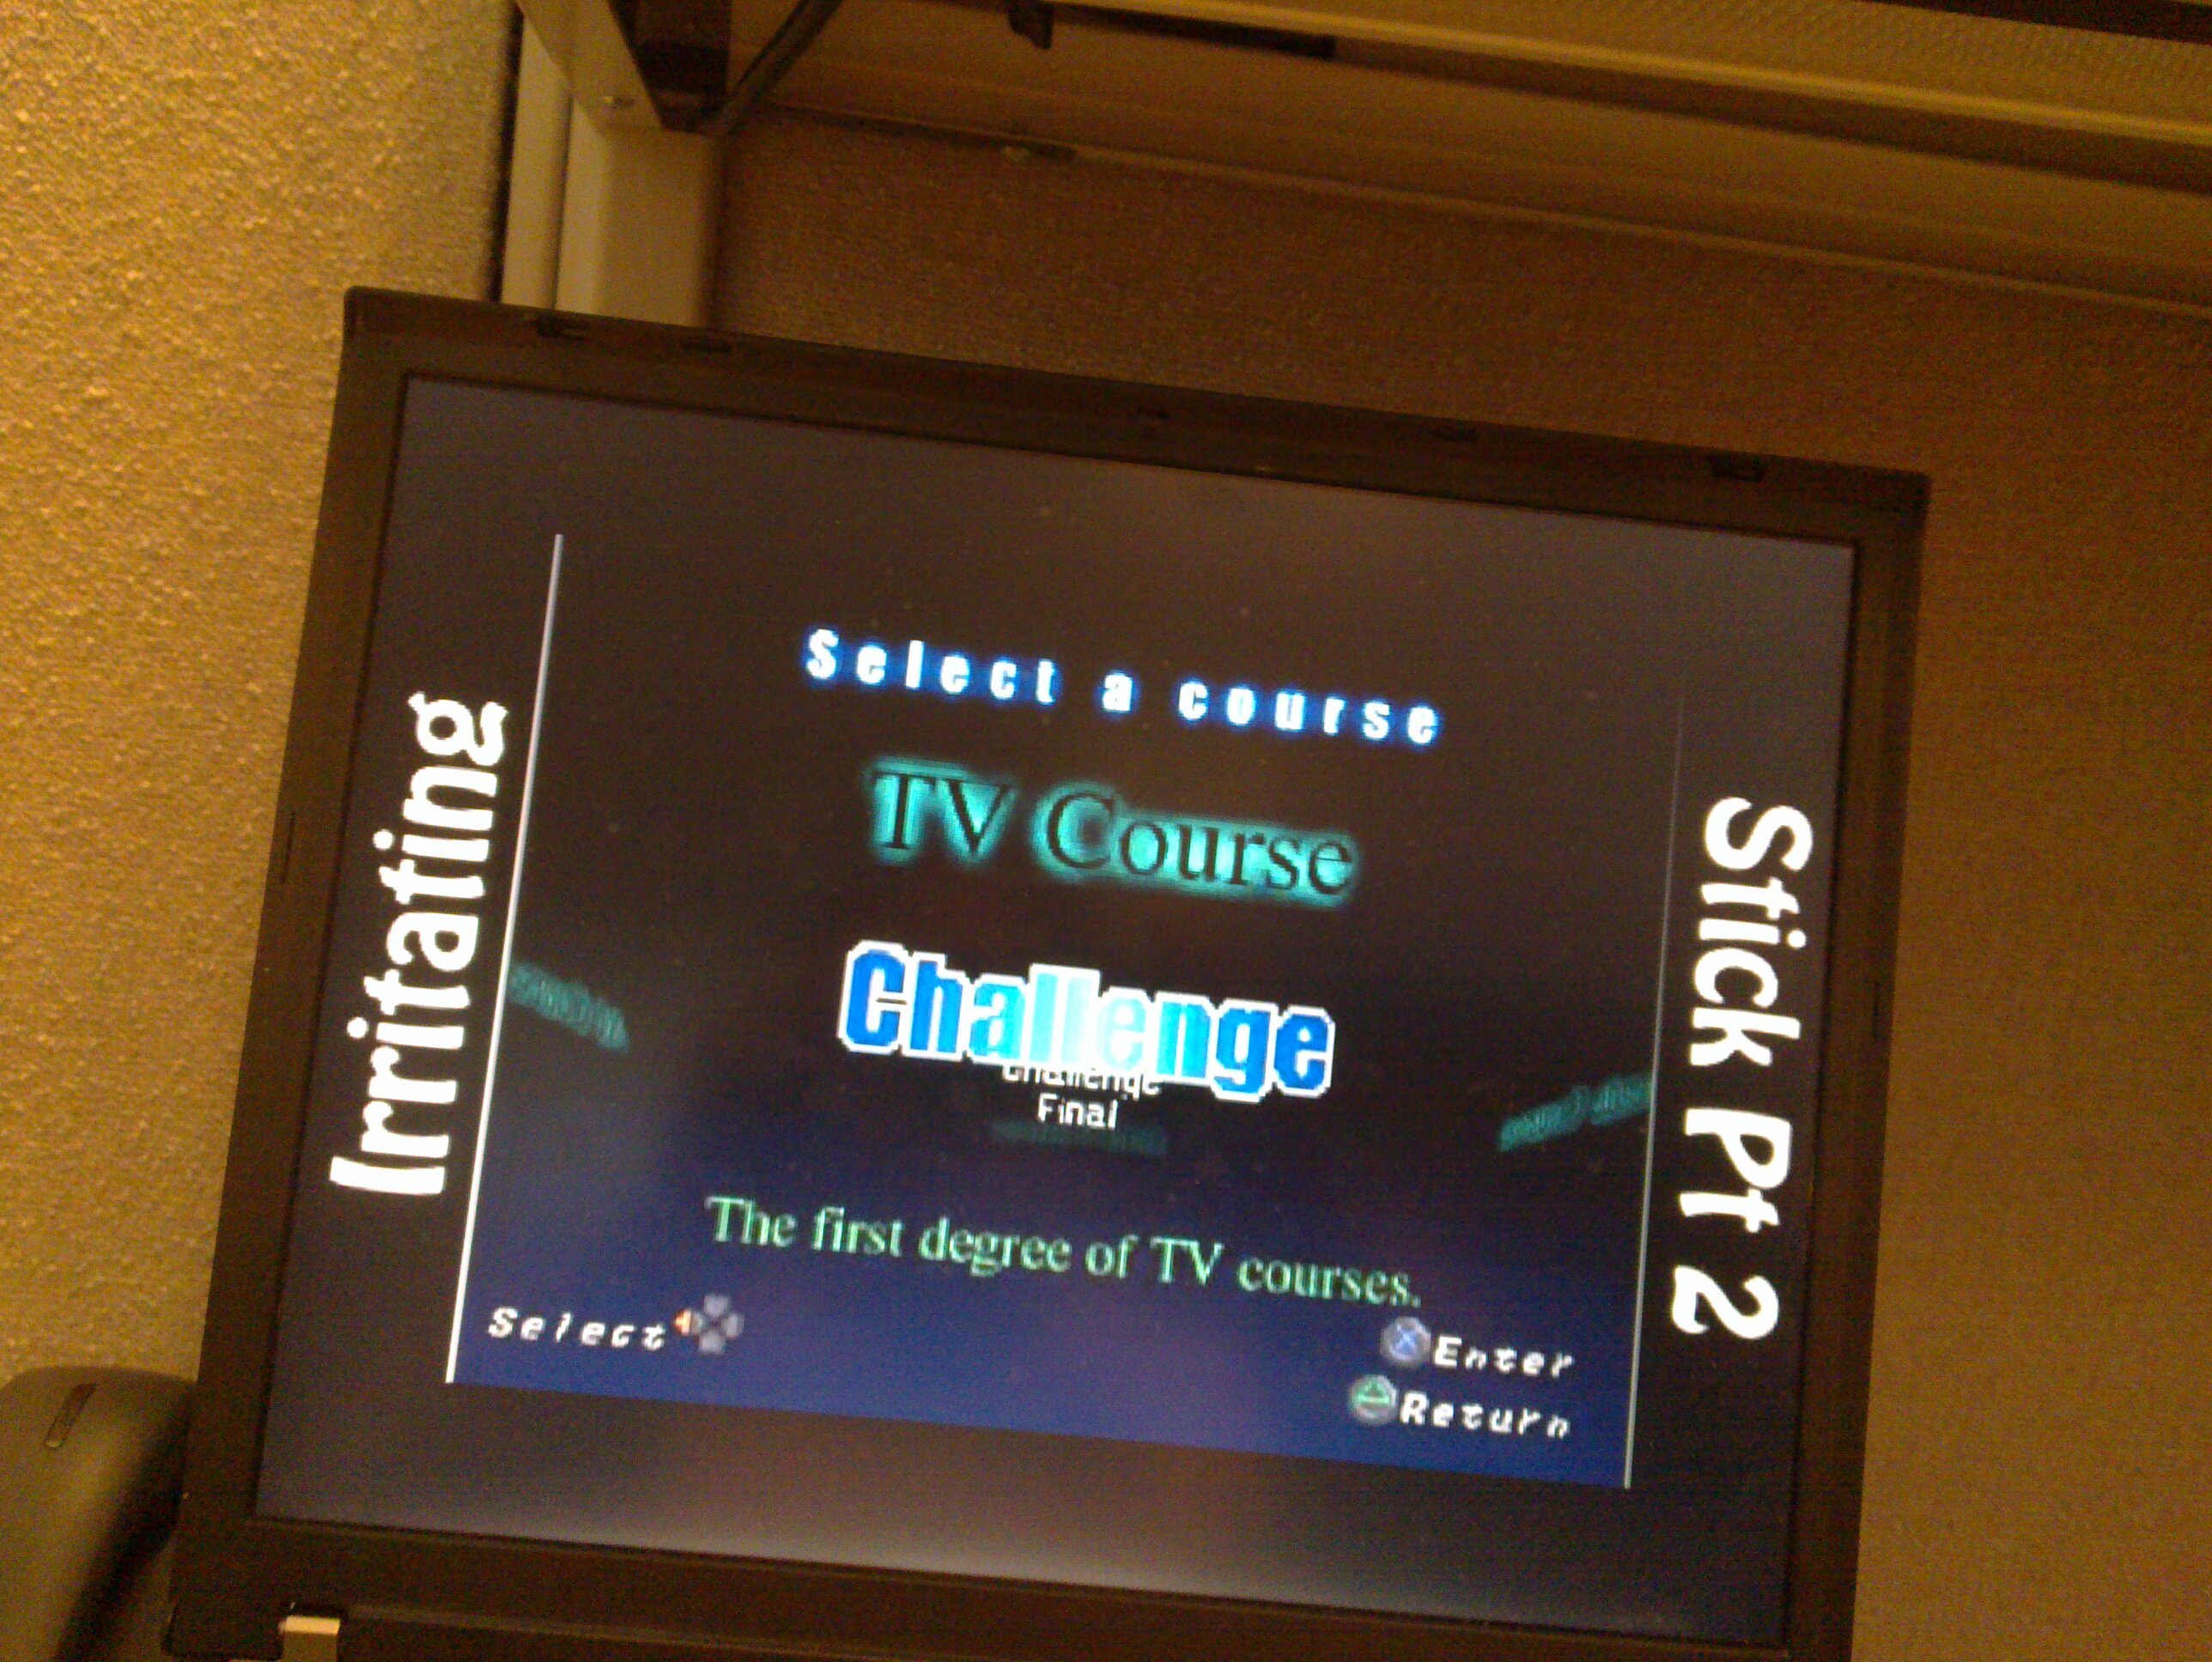 Irritating
Select a course
TV Course
Challenge
Challenge
Final
The first degree of TV courses.
Select
Enter
Return
Stick Pt 2